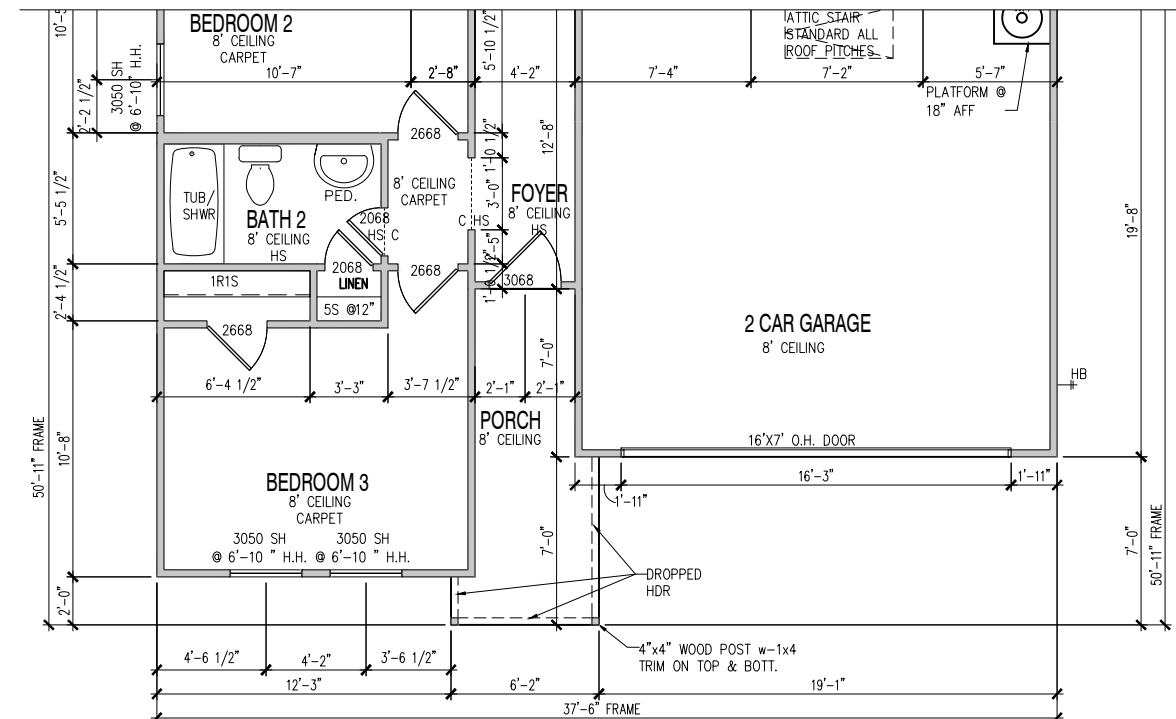 BEDROOM 2
8' CEILING
CARPET
10'-7"
2'-8"
5'-10 1/2"
4'-2"
7'-4"
7'-2"
5'-7"
ATTIC STAIR
STANDARD ALL
ROOF PITCHES
PLATFORM @
18" AFF
3050 SH
@ 6'-10" H.H.
2'-2 1/2"
2668
1'-10 1/2"
12'-8"
5'-5 1/2"
TUB/
SHWR
PED.
BATH 2
8' CEILING
HS
8' CEILING
CARPET
3'-0"
FOYER
8' CEILING
HS
C HS
2068
HS C
2068
LINEN
2668
3068
19'-8"
2'-4 1/2"
1R1S
5S @12"
2668
2 CAR GARAGE
8' CEILING
7'-0"
HB
6'-4 1/2"
3'-3"
3'-7 1/2"
2'-1"
2'-1"
PORCH
8' CEILING
16'X7' O.H. DOOR
50'-11" FRAME
10'-8"
16'-3"
1'-11"
1'-11"
BEDROOM 3
8' CEILING
CARPET
3050 SH
@ 6'-10 " H.H.
3050 SH
@ 6'-10 " H.H.
7'-0"
7'-0"
50'-11" FRAME
DROPPED
HDR
2'-0"
4"x4" WOOD POST w-1x4
TRIM ON TOP & BOTT.
4'-6 1/2"
4'-2"
3'-6 1/2"
12'-3"
6'-2"
19'-1"
37'-6" FRAME